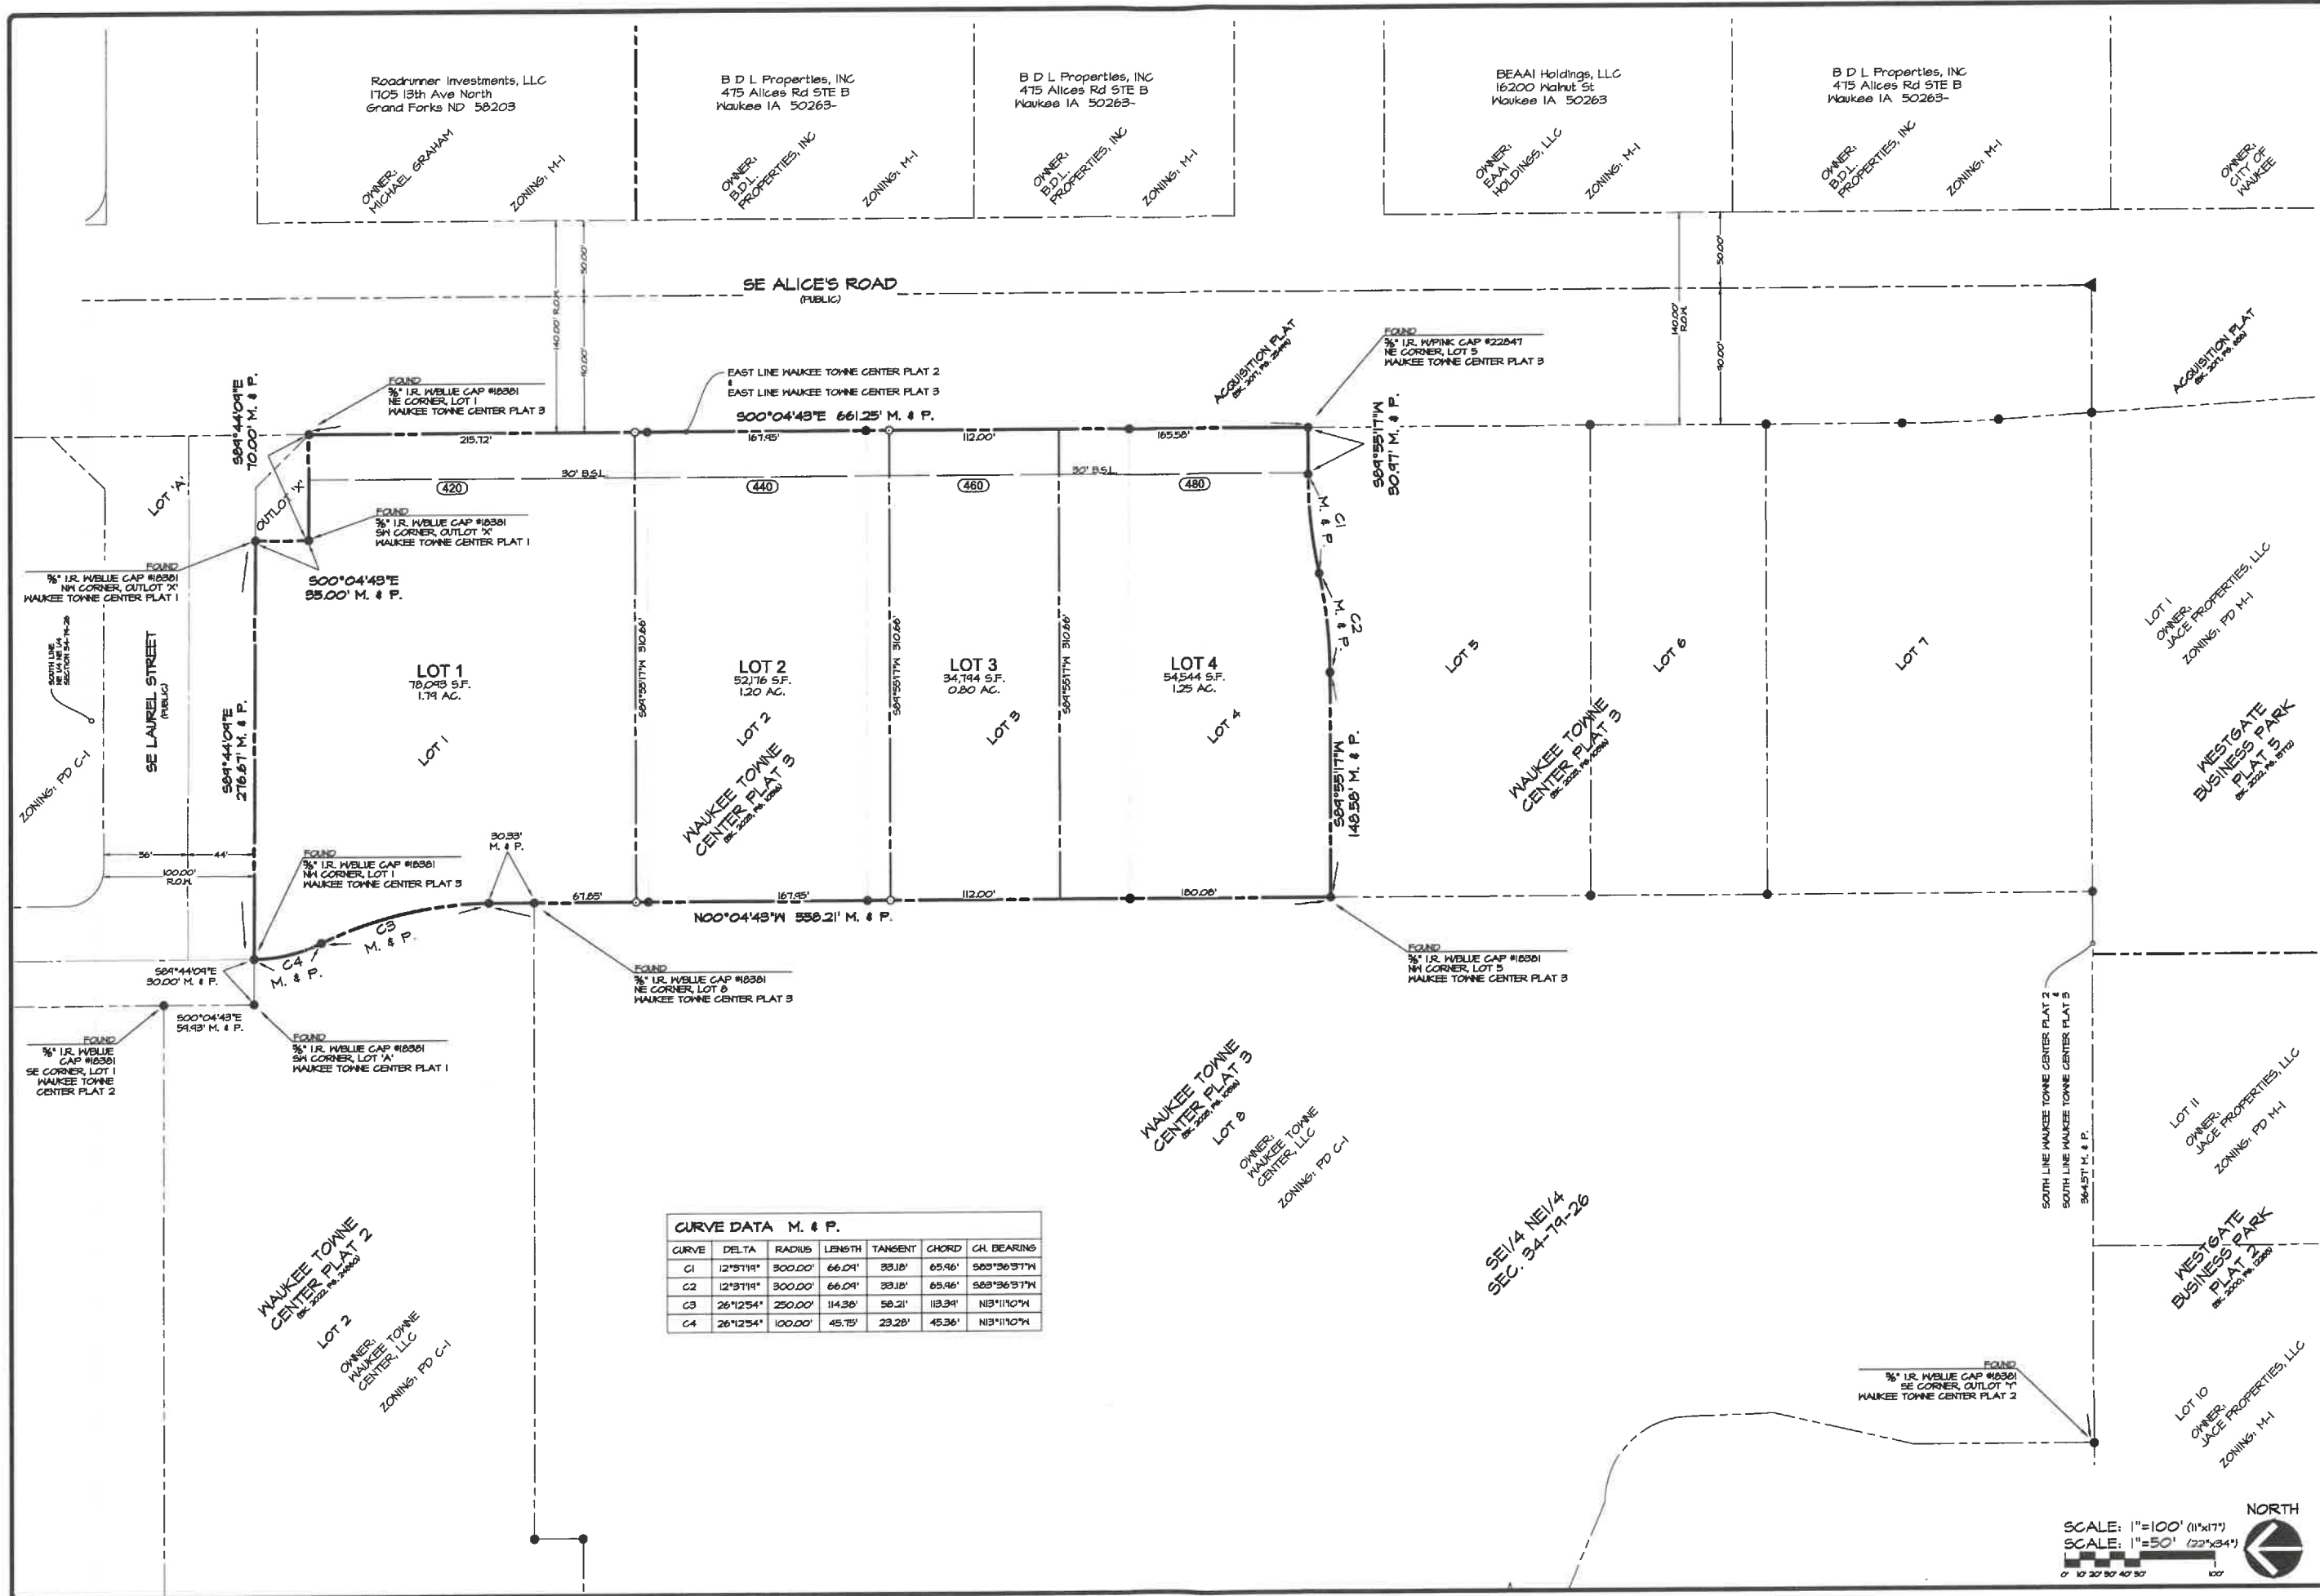 Roadrunner Investments, LLC
1705 13th Ave North
Grand Forks ND 58203
OWNER:
MICHAEL GRAHAM
ZONING: M-1
B D L Properties, INC
475 Alices Rd STE B
Waukee IA 50263-
OWNER:
B.D.L.
PROPERTIES, INC
ZONING: M-1
B D L Properties, INC
475 Alices Rd STE B
Waukee IA 50263-
OWNER:
B.D.L.
PROPERTIES, INC
ZONING: M-1
BEAAI Holdings, LLC
16200 Walnut St
Waukee IA 50263
OWNER:
EAAI
HOLDINGS, LLC
ZONING: M-1
B D L Properties, INC
475 Alices Rd STE B
Waukee IA 50263-
OWNER:
B.D.L.
PROPERTIES, INC
ZONING: M-1
OWNER:
CITY OF
WAUKEE
SE ALICE'S ROAD
(PUBLIC)
140.00' R.O.W.
50.00'
90.00'
140.00'
R.O.W.
50.00'
90.00'
ACQUISITION PLAT
ACQUISITION PLAT
FOUND
5/8" I.R. W/PINK CAP #22847
NE CORNER, LOT 5
WAUKEE TOWNE CENTER PLAT 3
EAST LINE WAUKEE TOWNE CENTER PLAT 2
&
EAST LINE WAUKEE TOWNE CENTER PLAT 3
S00°04'43"E 661.25' M. & P.
FOUND
5/8" I.R. W/BLUE CAP #18381
NE CORNER, LOT 1
WAUKEE TOWNE CENTER PLAT 3
S89°44'09"E
70.00' M. & P.
215.72'
167.95'
112.00'
165.58'
S89°55'17"W
30.97' M. & P.
30' B.S.L.
30' B.S.L.
420
440
460
480
LOT 'A'
OUTLOT 'X'
FOUND
5/8" I.R. W/BLUE CAP #18381
SW CORNER, OUTLOT 'X'
WAUKEE TOWNE CENTER PLAT 1
FOUND
5/8" I.R. W/BLUE CAP #18381
NW CORNER, OUTLOT 'X'
WAUKEE TOWNE CENTER PLAT 1
S00°04'43"E
35.00' M. & P.
C1
M. & P.
C2
M. & P.
SOUTH LINE
NE 1/4 NE 1/4
SECTION 34-79-26
SE LAUREL STREET
(PUBLIC)
ZONING: PD C-1
S89°44'09"E
276.67' M. & P.
LOT 1
78,093 S.F.
1.79 AC.
LOT 1
S89°55'17"W 310.66'
LOT 2
52,176 S.F.
1.20 AC.
LOT 2
WAUKEE TOWNE
CENTER PLAT 3
S89°55'17"W 310.66'
LOT 3
34,794 S.F.
0.80 AC.
LOT 3
S89°55'17"W 310.66'
LOT 4
54,544 S.F.
1.25 AC.
LOT 4
S89°55'17"W
148.58' M. & P.
LOT 5
LOT 6
LOT 7
WAUKEE TOWNE
CENTER PLAT 3
LOT 1
OWNER:
JACE PROPERTIES, LLC
ZONING: PD M-1
WESTGATE
BUSINESS PARK
PLAT 5
56'
44'
100.00'
R.O.W.
FOUND
5/8" I.R. W/BLUE CAP #18381
NW CORNER, LOT 1
WAUKEE TOWNE CENTER PLAT 3
30.33'
M. & P.
67.85'
167.95'
112.00'
180.08'
N00°04'43"W 558.21' M. & P.
C3
M. & P.
C4
M. & P.
S89°44'09"E
30.00' M. & P.
S00°04'43"E
59.93' M. & P.
FOUND
5/8" I.R. W/BLUE CAP #18381
NE CORNER, LOT 8
WAUKEE TOWNE CENTER PLAT 3
FOUND
5/8" I.R. W/BLUE CAP #18381
NW CORNER, LOT 5
WAUKEE TOWNE CENTER PLAT 3
FOUND
5/8" I.R. W/BLUE
CAP #18381
SE CORNER, LOT 1
WAUKEE TOWNE
CENTER PLAT 2
FOUND
5/8" I.R. W/BLUE CAP #18381
SW CORNER, LOT 'A'
WAUKEE TOWNE CENTER PLAT 1
WAUKEE TOWNE
CENTER PLAT 3
LOT 8
OWNER:
WAUKEE TOWNE
CENTER, LLC
ZONING: PD C-1
SOUTH LINE WAUKEE TOWNE CENTER PLAT 2
&
SOUTH LINE WAUKEE TOWNE CENTER PLAT 3
364.57' M. & P.
LOT 11
OWNER:
JACE PROPERTIES, LLC
ZONING: PD M-1
SE1/4 NE1/4
SEC. 34-79-26
WESTGATE
BUSINESS PARK
PLAT 2
WAUKEE TOWNE
CENTER PLAT 2
LOT 2
OWNER:
WAUKEE TOWNE
CENTER, LLC
ZONING: PD C-1
CURVE DATA M. & P.
CURVE DELTA RADIUS LENGTH TANGENT CHORD CH. BEARING
C1 12°37'19" 300.00' 66.09' 33.18' 65.96' S83°36'37"W
C2 12°37'19" 300.00' 66.09' 33.18' 65.96' S83°36'37"W
C3 26°12'54" 250.00' 114.38' 58.21' 113.39' N13°11'10"W
C4 26°12'54" 100.00' 45.75' 23.28' 45.36' N13°11'10"W
FOUND
5/8" I.R. W/BLUE CAP #18381
SE CORNER, OUTLOT 'Y'
WAUKEE TOWNE CENTER PLAT 2
LOT 10
OWNER:
JACE PROPERTIES, LLC
ZONING: M-1
NORTH
SCALE: 1"=100' (11"x17")
SCALE: 1"=50' (22"x34")
0' 10' 20' 30' 40' 50' 100'